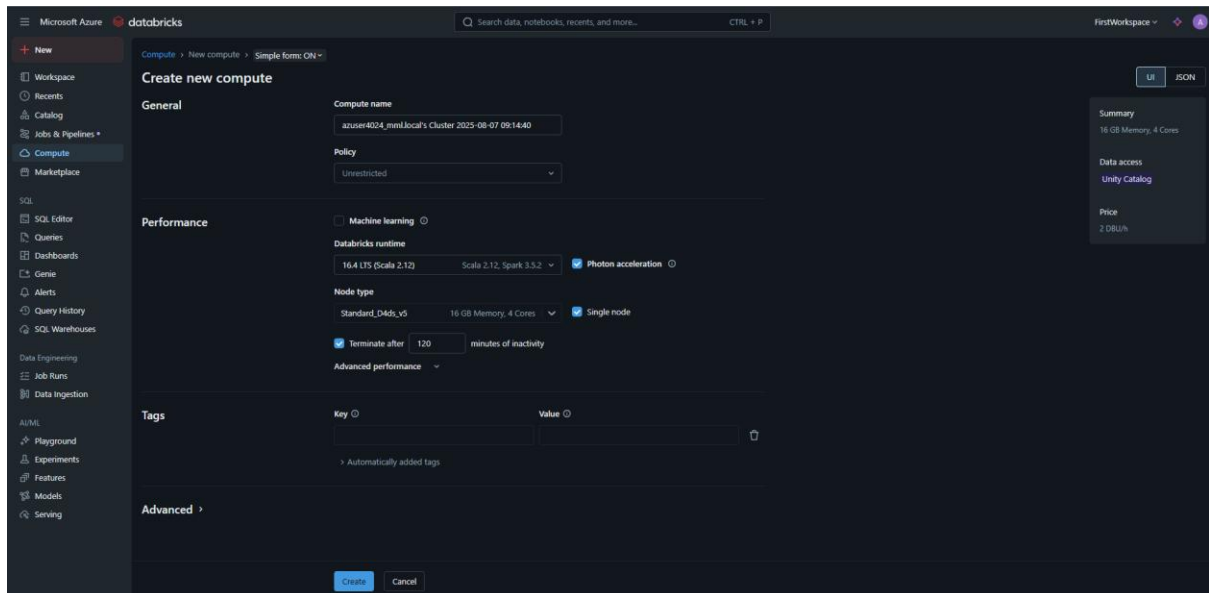 Microsoft Azure databricks
Search data, notebooks, recents, and more... CTRL + P
FirstWorkspace
A
New
Workspace
Recents
Catalog
Jobs & Pipelines
Compute
Marketplace
SQL
SQL Editor
Queries
Dashboards
Genie
Alerts
Query History
SQL Warehouses
Data Engineering
Job Runs
Data Ingestion
AI/ML
Playground
Experiments
Features
Models
Serving
Compute > New compute > Simple form: ON
Create new compute
UI JSON
General
Compute name
azuser4024_mml.local's Cluster 2025-08-07 09:14:40
Policy
Unrestricted
Performance
Machine learning
Databricks runtime
16.4 LTS (Scala 2.12) Scala 2.12, Spark 3.5.2
Photon acceleration
Node type
Standard_D4ds_v5 16 GB Memory, 4 Cores
Single node
Terminate after 120 minutes of inactivity
Advanced performance
Tags
Key Value
> Automatically added tags
Advanced >
Create Cancel
Summary
16 GB Memory, 4 Cores
Data access
Unity Catalog
Price
2 DBU/h